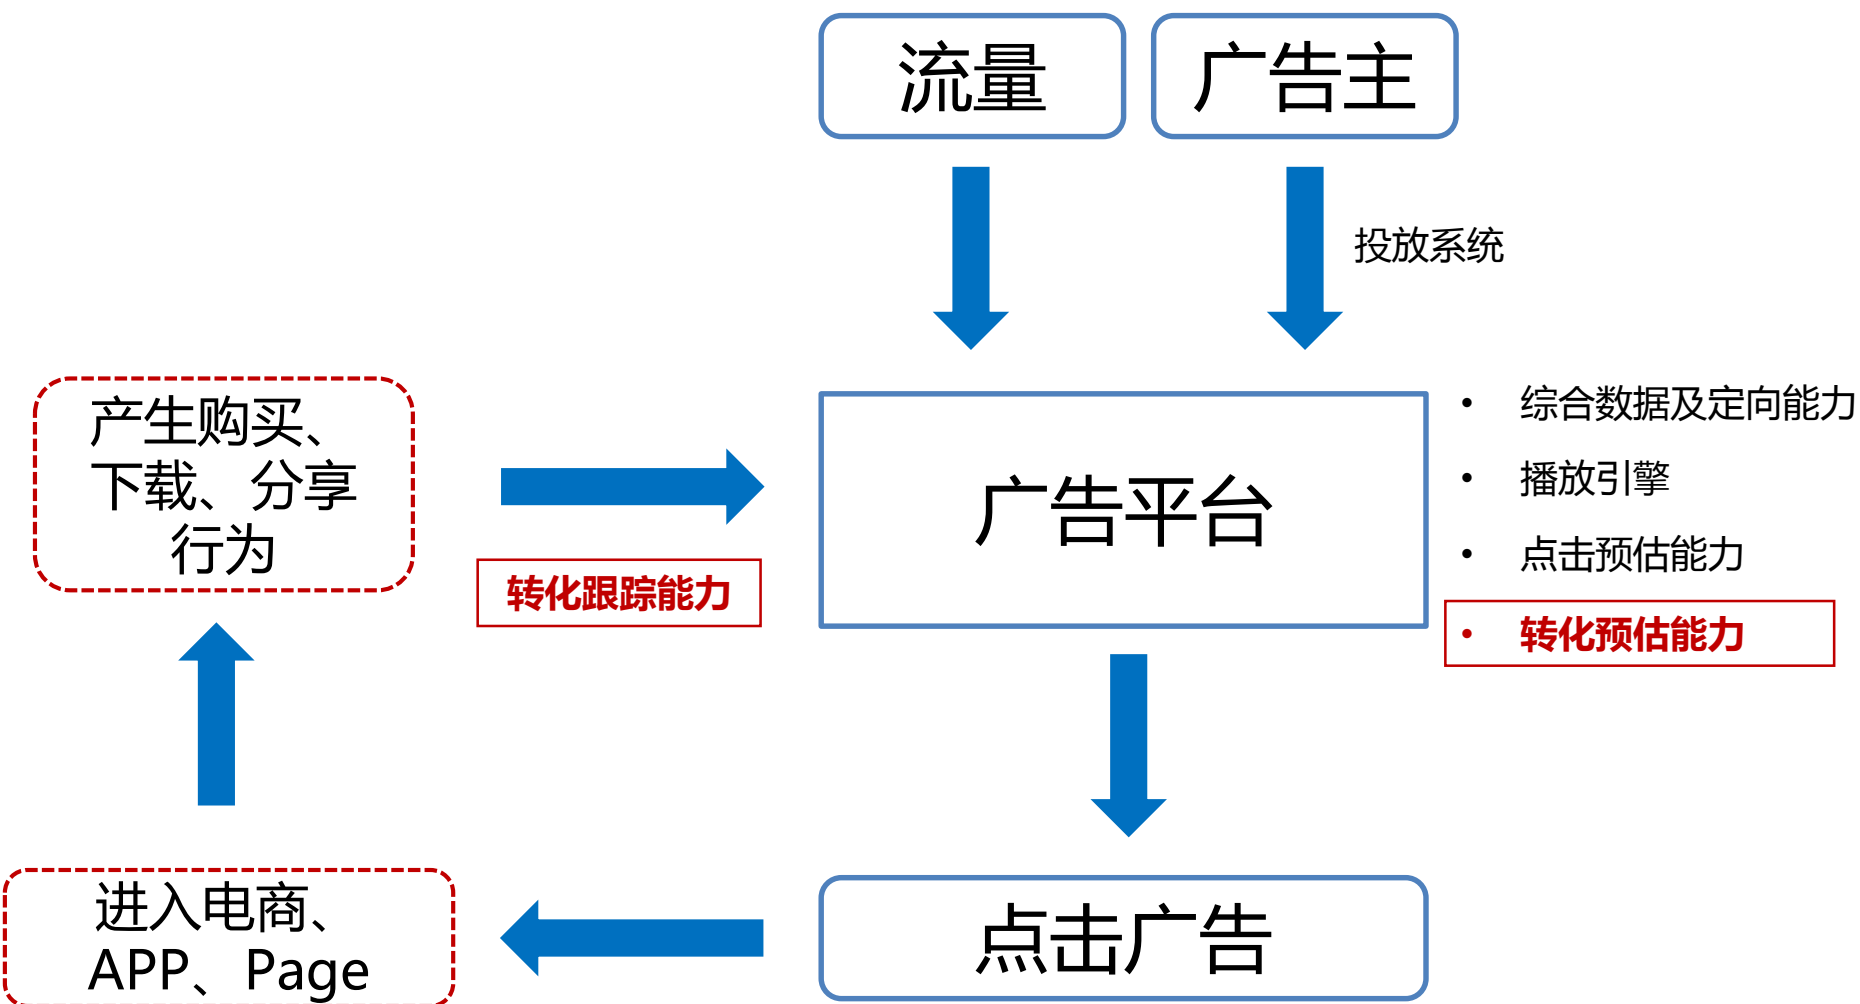 流量
广告主
投放系统
产生购买、
下载、分享
行为
转化跟踪能力
广告平台
• 综合数据及定向能力
• 播放引擎
• 点击预估能力
• 转化预估能力
进入电商、
APP、Page
点击广告